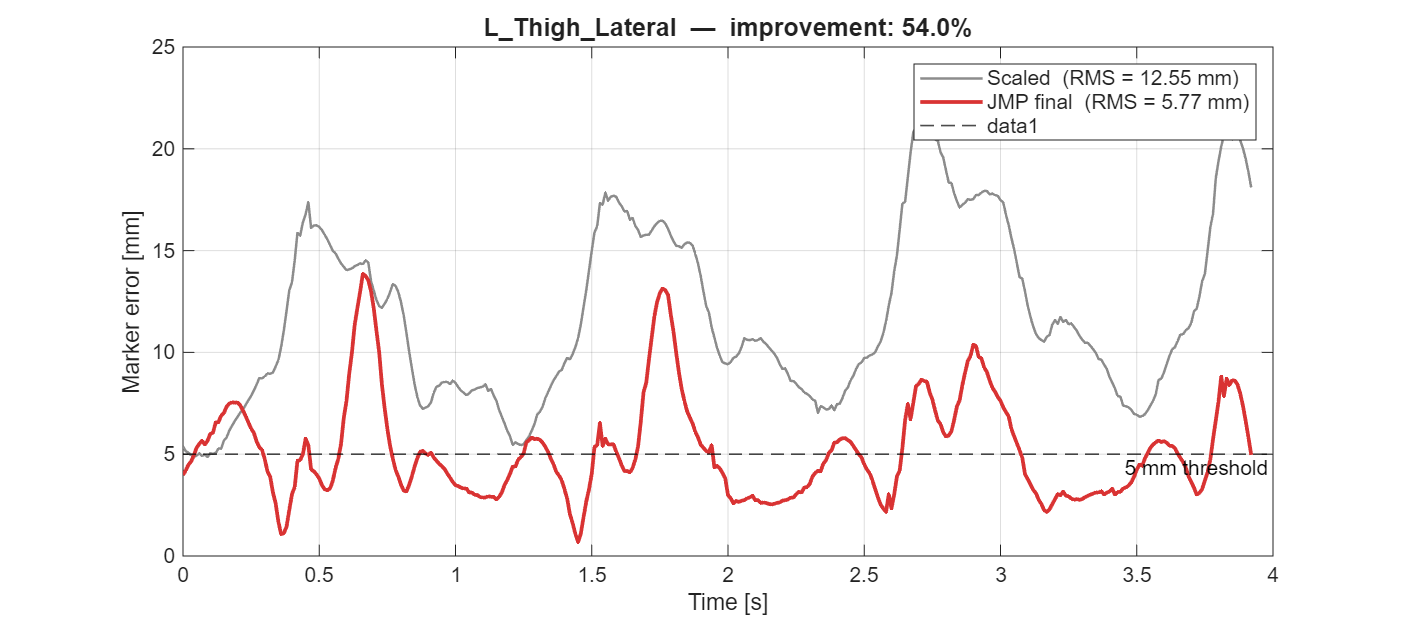 L_Thigh_Lateral — improvement: 54.0%
25
20
15
10
5
0
Marker error [mm]
Scaled (RMS = 12.55 mm)
JMP final (RMS = 5.77 mm)
data1
5 mm threshold
0 0.5 1 1.5 2 2.5 3 3.5 4
Time [s]